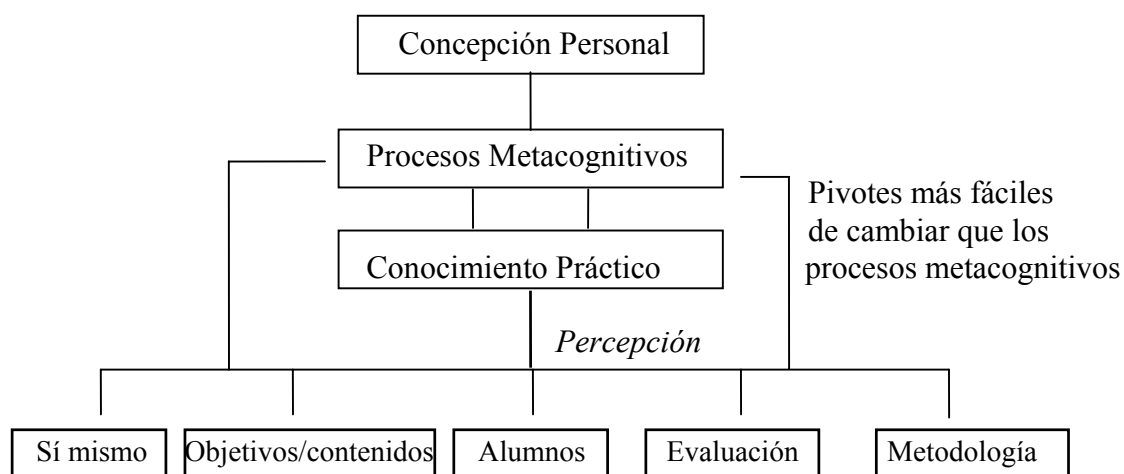 Concepción Personal
Procesos Metacognitivos
Pivotes más fáciles
de cambiar que los
procesos metacognitivos
Conocimiento Práctico
Percepción
Sí mismo
Objetivos/contenidos
Alumnos
Evaluación
Metodología